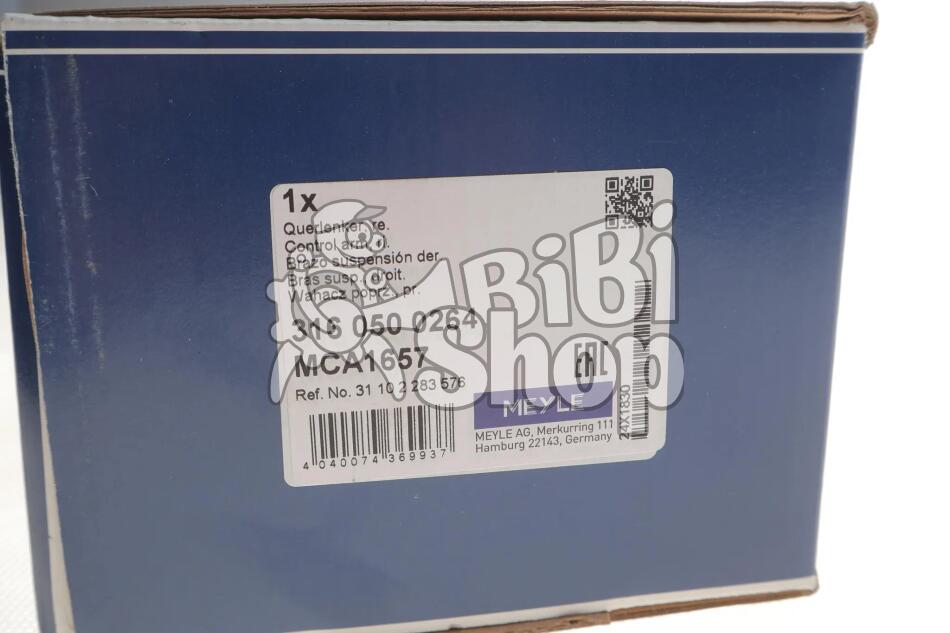 1x
Querlenker, re.
Control arm, r.
Brazo suspensión der.
Bras susp., droit.
Wahacz poprz., pr.
316 050 0264
MCA1657
Ref. No. 31 10 2 283 576
4 040074 369937
MEYLE
MEYLE AG, Merkurring 111
Hamburg 22143, Germany
24X1830
EAC
BiBi
Shop